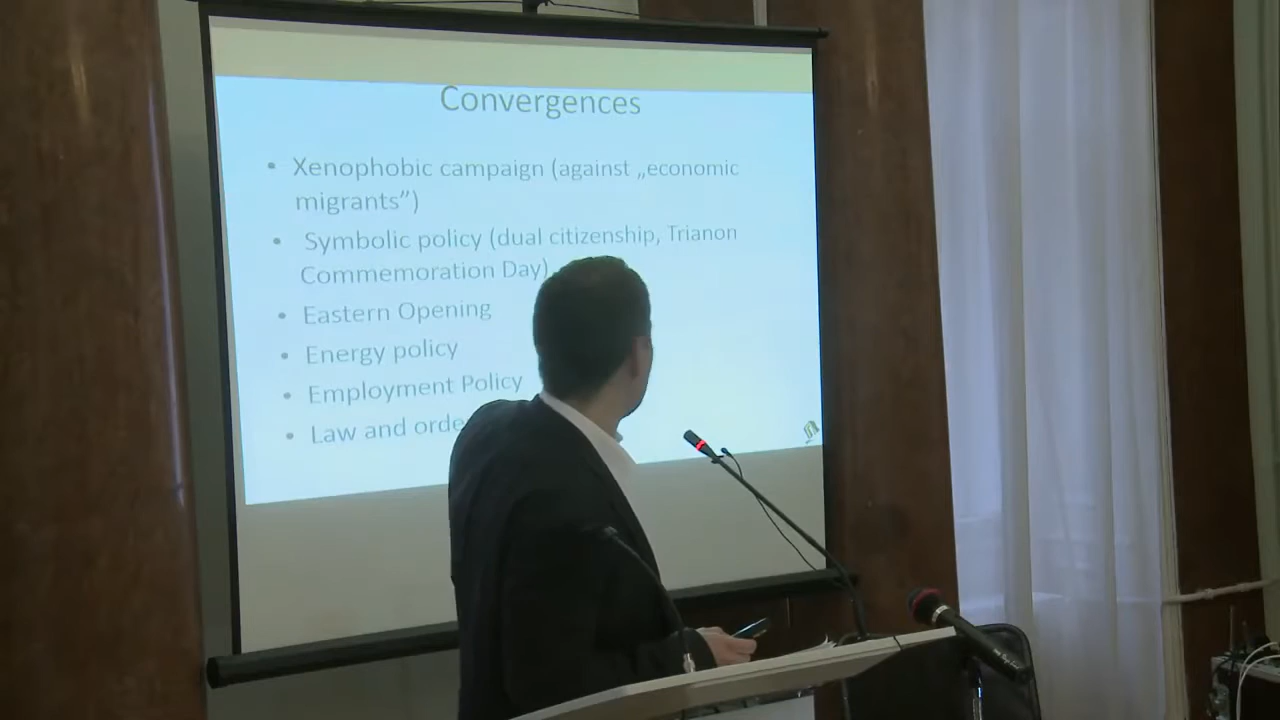 Convergences
• Xenophobic campaign (against „economic
migrants”)
• Symbolic policy (dual citizenship, Trianon
Commemoration Day)
• Eastern Opening
• Energy policy
• Employment Policy
• Law and orde